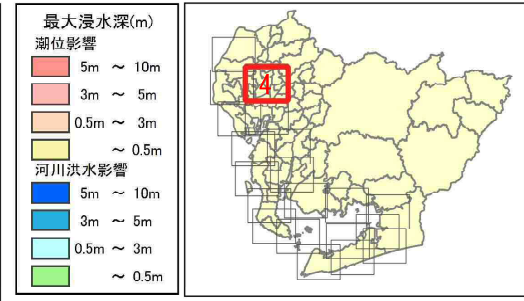 最大浸水深(m)
潮位影響
5m ～ 10m
3m ～ 5m
0.5m ～ 3m
～ 0.5m
河川洪水影響
5m ～ 10m
3m ～ 5m
0.5m ～ 3m
～ 0.5m
4